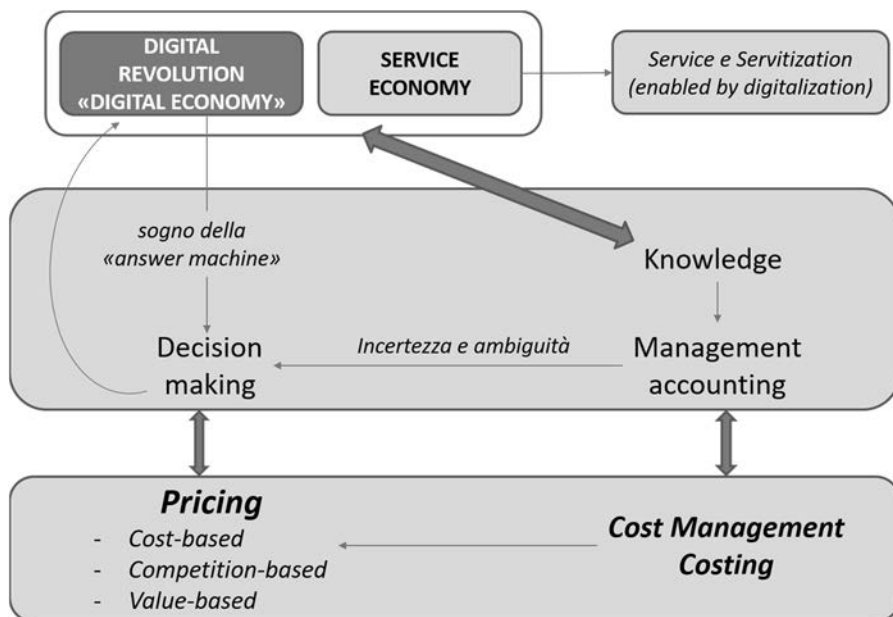 DIGITAL
REVOLUTION
«DIGITAL ECONOMY»
SERVICE
ECONOMY
Service e Servitization
(enabled by digitalization)
sogno della
«answer machine»
Knowledge
Decision
making
Incertezza e ambiguità
Management
accounting
Pricing
- Cost-based
- Competition-based
- Value-based
Cost Management
Costing